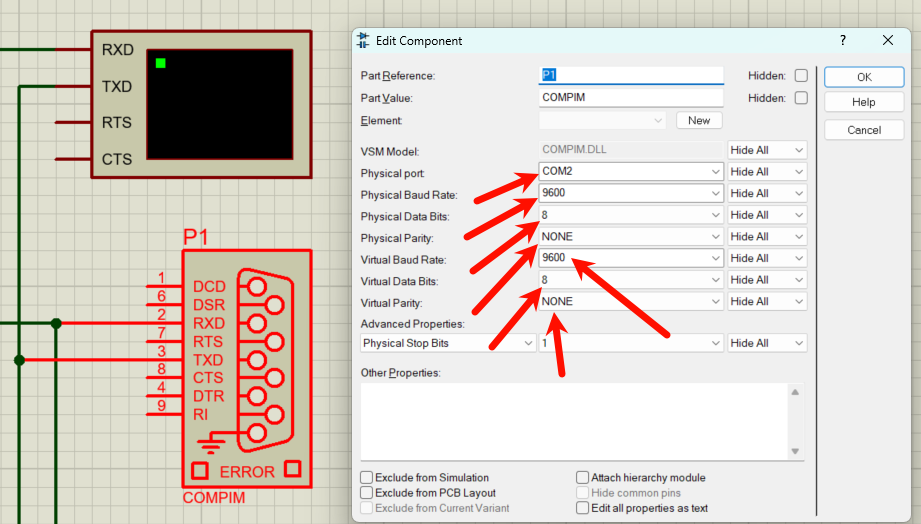 RXD
TXD
RTS
CTS
P1
1 DCD
6 DSR
2 RXD
7 RTS
3 TXD
8 CTS
4 DTR
9 RI
ERROR
COMPIM
Edit Component ?
Part Reference: P1 Hidden: OK
Part Value: COMPIM Hidden: Help
Element: New Cancel
VSM Model: COMPIM.DLL Hide All
Physical port: COM2 Hide All
Physical Baud Rate: 9600 Hide All
Physical Data Bits: 8 Hide All
Physical Parity: NONE Hide All
Virtual Baud Rate: 9600 Hide All
Virtual Data Bits: 8 Hide All
Virtual Parity: NONE Hide All
Advanced Properties:
Physical Stop Bits 1 Hide All
Other Properties:
Exclude from Simulation Attach hierarchy module
Exclude from PCB Layout Hide common pins
Exclude from Current Variant Edit all properties as text